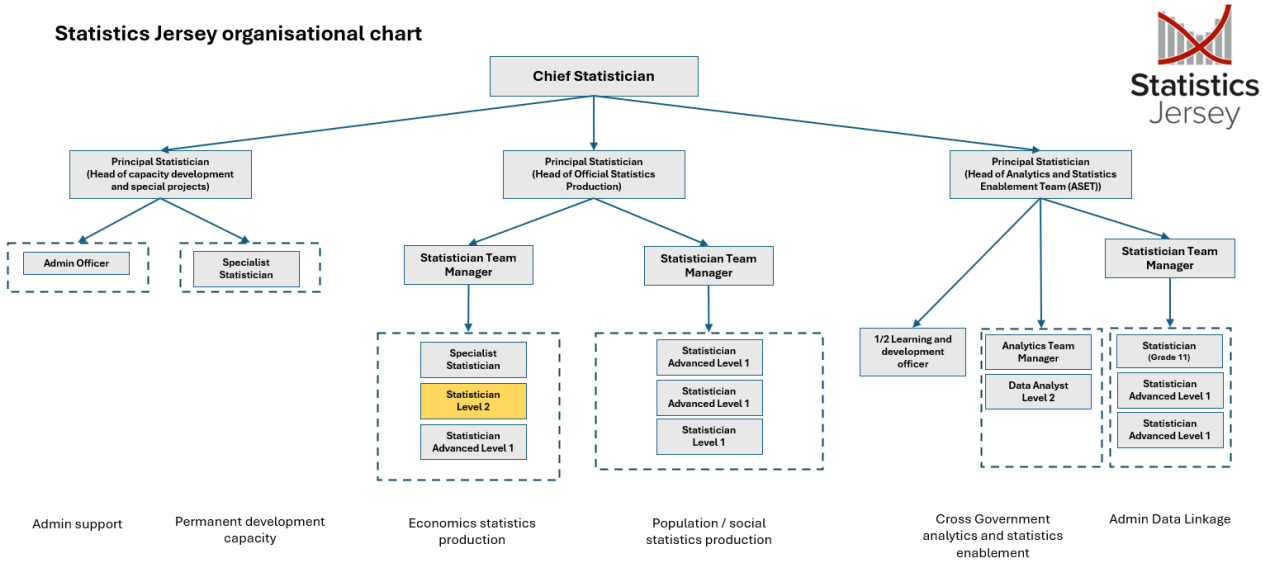 Statistics Jersey organisational chart
Statistics
Jersey
Chief Statistician
Principal Statistician
(Head of capacity development
and special projects)
Principal Statistician
(Head of Official Statistics
Production)
Principal Statistician
(Head of Analytics and Statistics
Enablement Team (ASET))
Admin Officer
Specialist
Statistician
Statistician Team
Manager
Statistician Team
Manager
Statistician Team
Manager
Specialist
Statistician
Statistician
Level 2
Statistician
Advanced Level 1
Statistician
Advanced Level 1
Statistician
Advanced Level 1
Statistician
Level 1
1/2 Learning and
development
officer
Analytics Team
Manager
Data Analyst
Level 2
Statistician
(Grade 11)
Statistician
Advanced Level 1
Statistician
Advanced Level 1
Admin support
Permanent development
capacity
Economics statistics
production
Population / social
statistics production
Cross Government
analytics and statistics
enablement
Admin Data Linkage